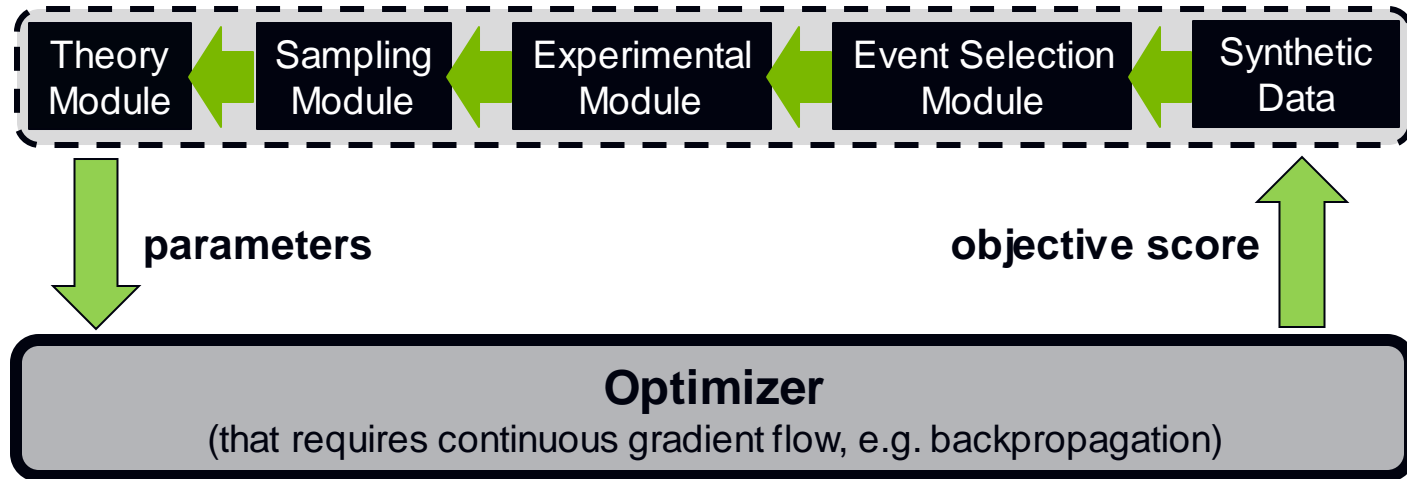 Theory
Module
Sampling
Module
Experimental
Module
Event Selection
Module
Synthetic
Data
parameters
objective score
Optimizer
(that requires continuous gradient flow, e.g. backpropagation)